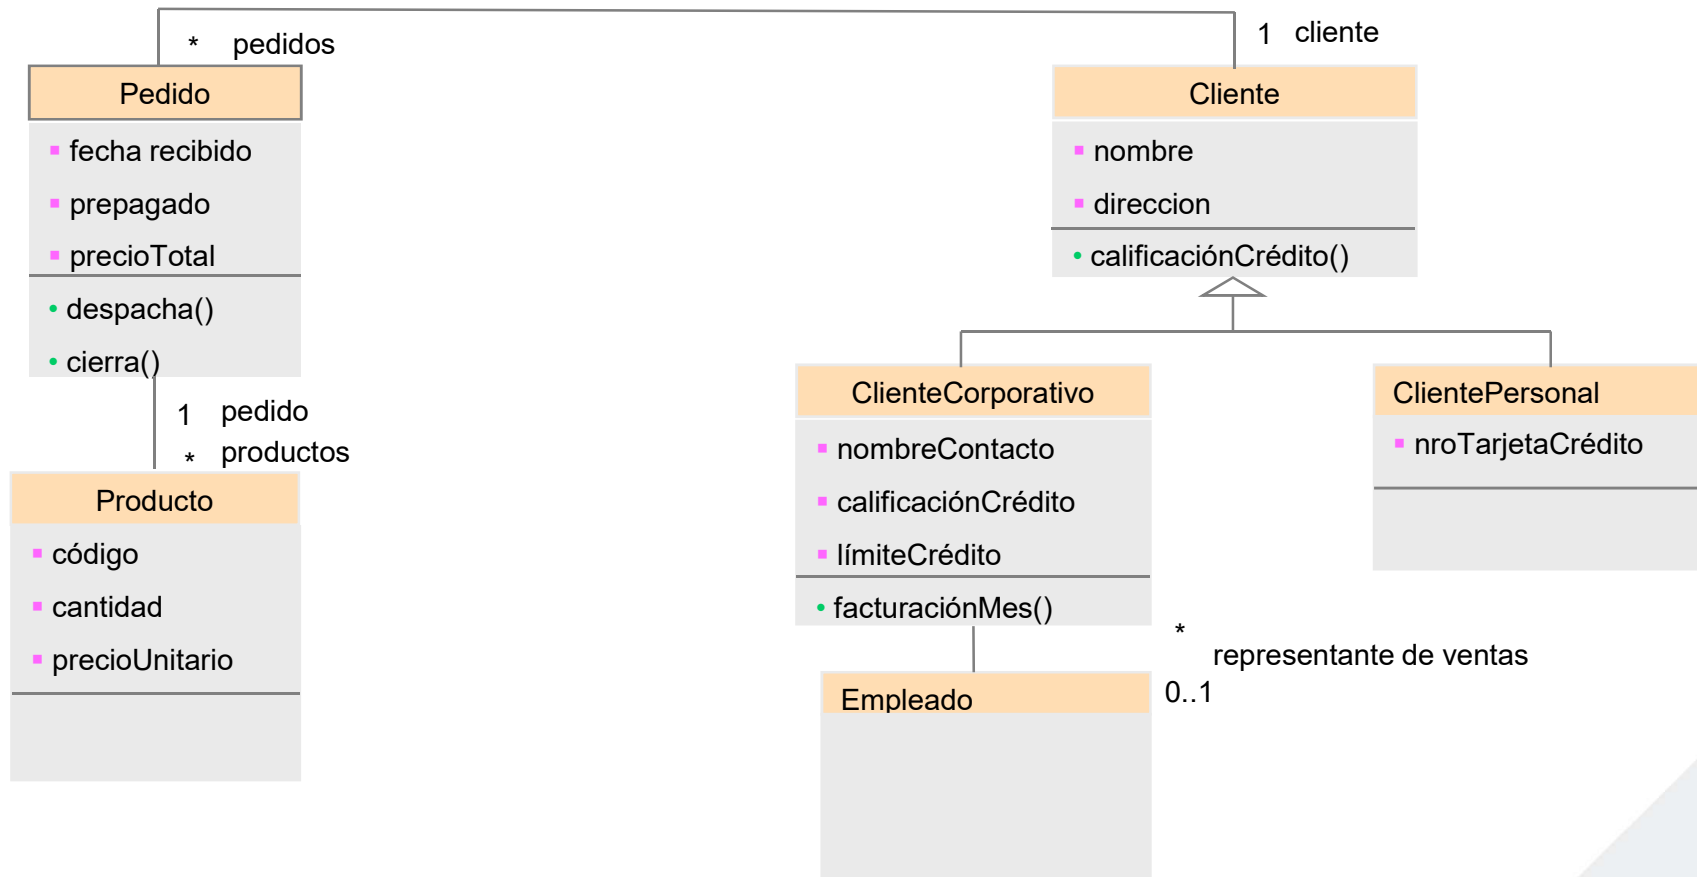 * pedidos
1 cliente
Pedido
fecha recibido
prepagado
precioTotal
despacha()
cierra()
1 pedido
* productos
Producto
código
cantidad
precioUnitario
Cliente
nombre
direccion
calificaciónCrédito()
ClienteCorporativo
nombreContacto
calificaciónCrédito
límiteCrédito
facturaciónMes()
ClientePersonal
nroTarjetaCrédito
*
representante de ventas
0..1
Empleado